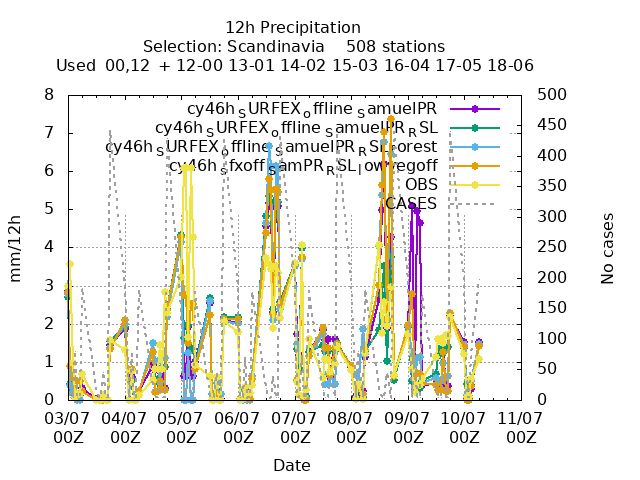 12h Precipitation
Selection: Scandinavia 508 stations
Used 00,12 + 12-00 13-01 14-02 15-03 16-04 17-05 18-06
8 7 6 5 4 3 2 1 0
mm/12h
500 450 400 350 300 250 200 150 100 50 0
No cases
cy46h_SURFEX_offline_SamuelPR
cy46h_SURFEX_offline_SamuelPR_RSL
cy46h_SURFEX_offline_SamuelPR_RSLforest
cy46h_sfxoff_SamPR_RSL_lowvegoff
OBS
CASES
03/07 04/07 05/07 06/07 07/07 08/07 09/07 10/07 11/07
00Z 00Z 00Z 00Z 00Z 00Z 00Z 00Z 00Z
Date